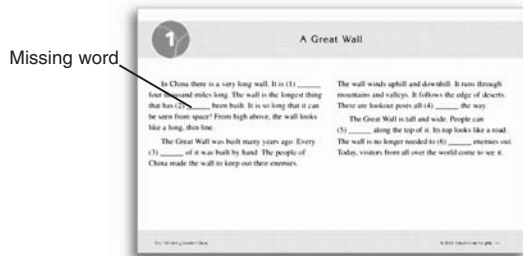 Missing word
1
A Great Wall
In China there is a very long wall. It is (1) ______
four thousand miles long. The wall is the longest thing
that has (2) ______ been built. It is so long that it can
be seen from space! From high above, the wall looks
like a long, thin line.
The Great Wall was built many years ago. Every
(3) ______ of it was built by hand. The people of
China made the wall to keep out their enemies.
The wall winds uphill and downhill. It runs through
mountains and valleys. It follows the edge of deserts.
There are lookout posts all (4) ______ the way.
The Great Wall is tall and wide. People can
(5) ______ along the top of it. Its top looks like a road.
The wall is no longer needed to (6) ______ enemies out.
Today, visitors from all over the world come to see it.